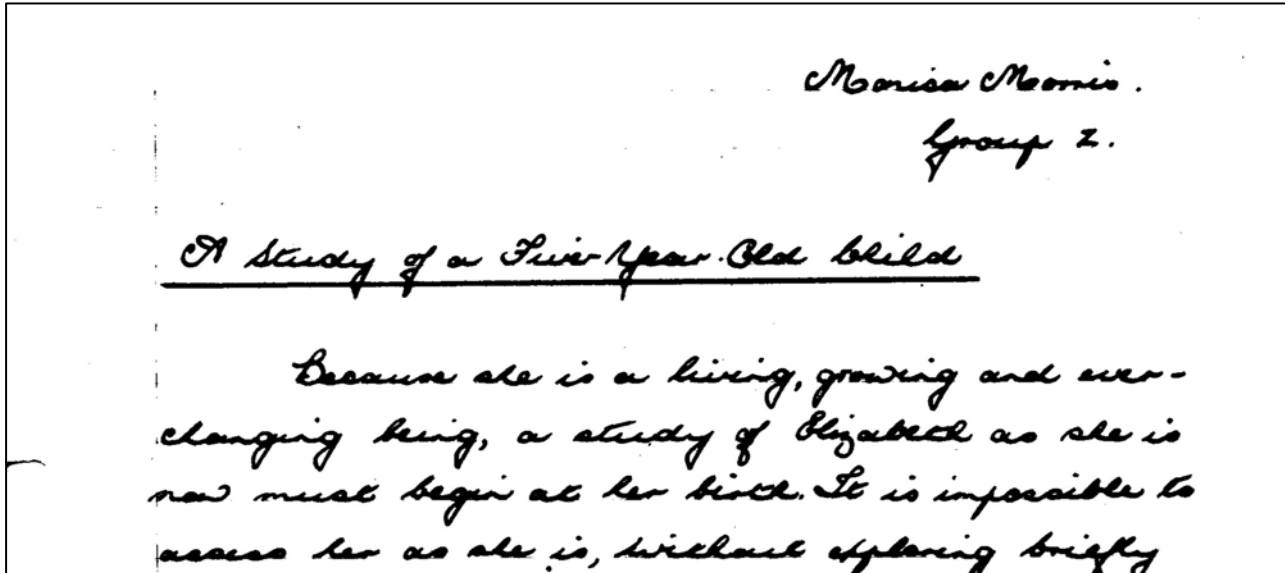 Marisa Morris.
Group 2.
A Study of a Five-Year-Old Child
Because she is a living, growing and ever-
changing being, a study of Elizabeth as she is
now must begin at her birth. It is impossible to
assess her as she is, without exploring briefly